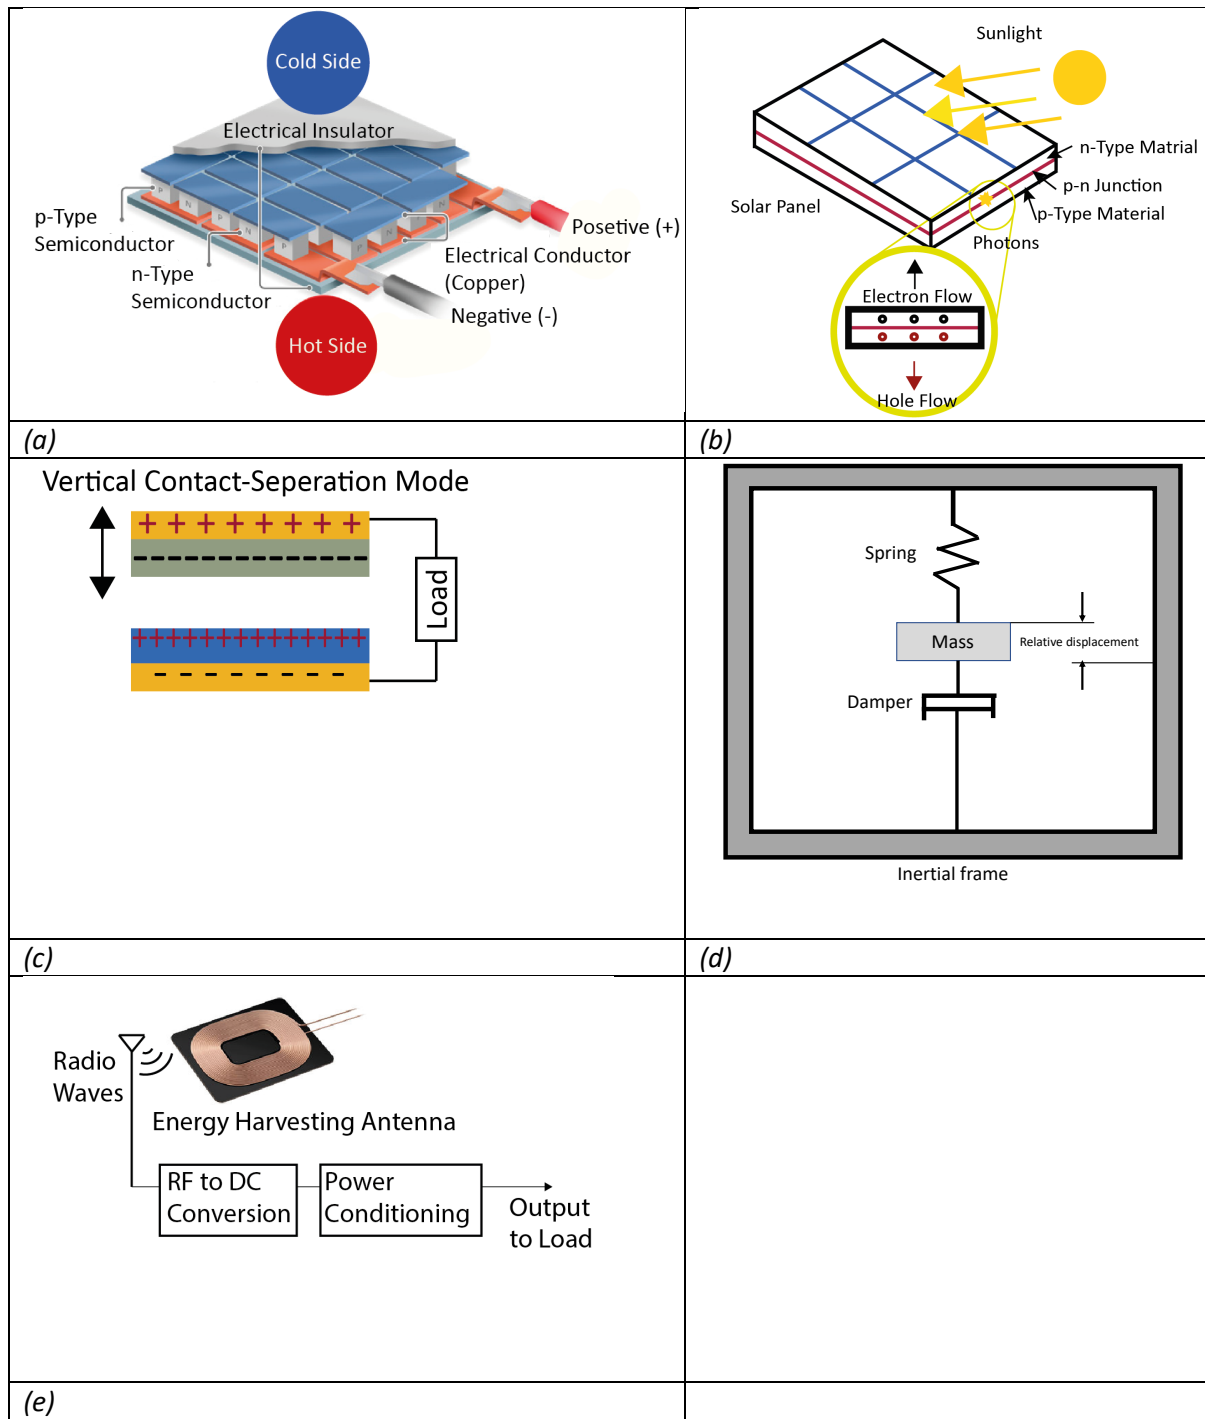 Cold Side
Electrical Insulator
P
N
N
P
N
p-Type
Semiconductor
n-Type
Semiconductor
Posetive (+)
Electrical Conductor
(Copper)
Negative (-)
Hot Side
(a)
Sunlight
n-Type Matrial
p-n Junction
p-Type Material
Solar Panel
Photons
Electron Flow
Hole Flow
(b)
Vertical Contact-Seperation Mode
+ + + + + + + +
Load
(c)
Spring
Mass
Relative displacement
Damper
Inertial frame
(d)
Radio
Waves
Energy Harvesting Antenna
RF to DC
Conversion
Power
Conditioning
Output
to Load
(e)